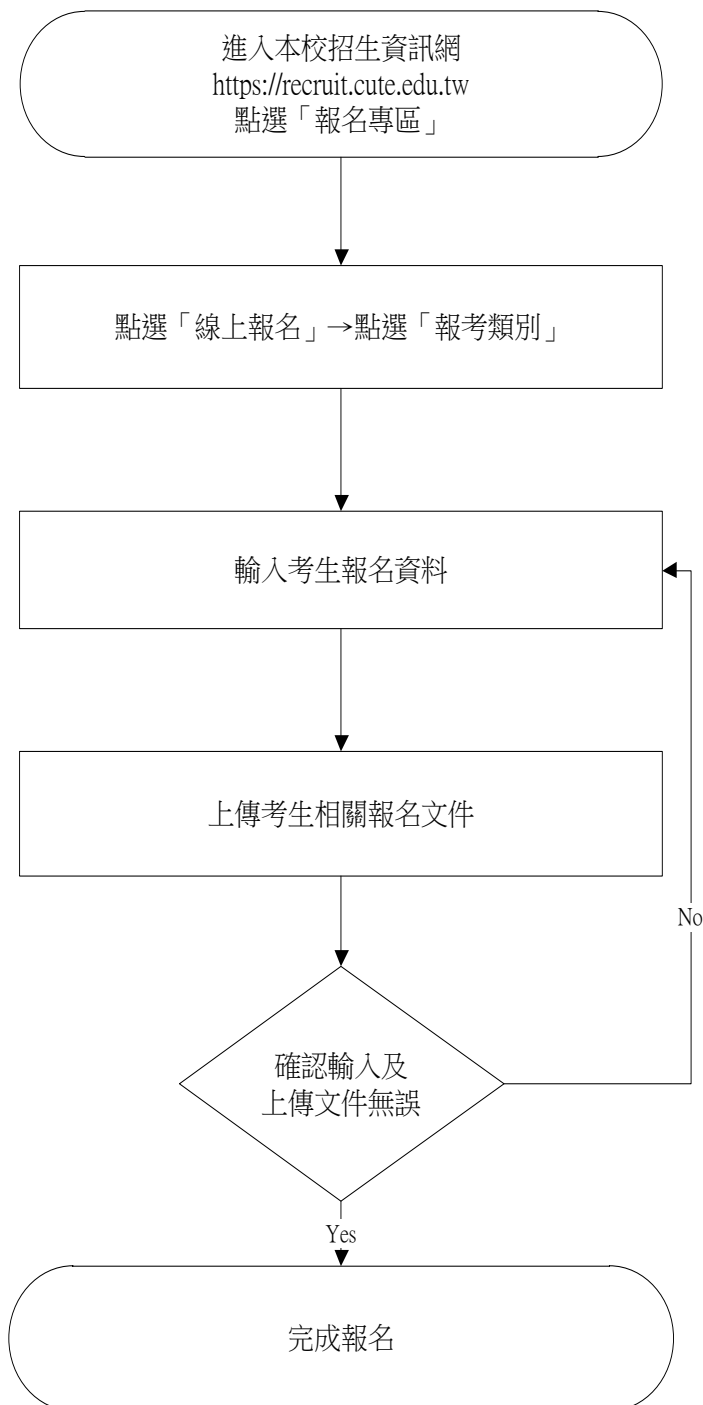 進入本校招生資訊網
https://recruit.cute.edu.tw
點選「報名專區」
點選「線上報名」→點選「報考類別」
輸入考生報名資料
上傳考生相關報名文件
No
確認輸入及
上傳文件無誤
Yes
完成報名